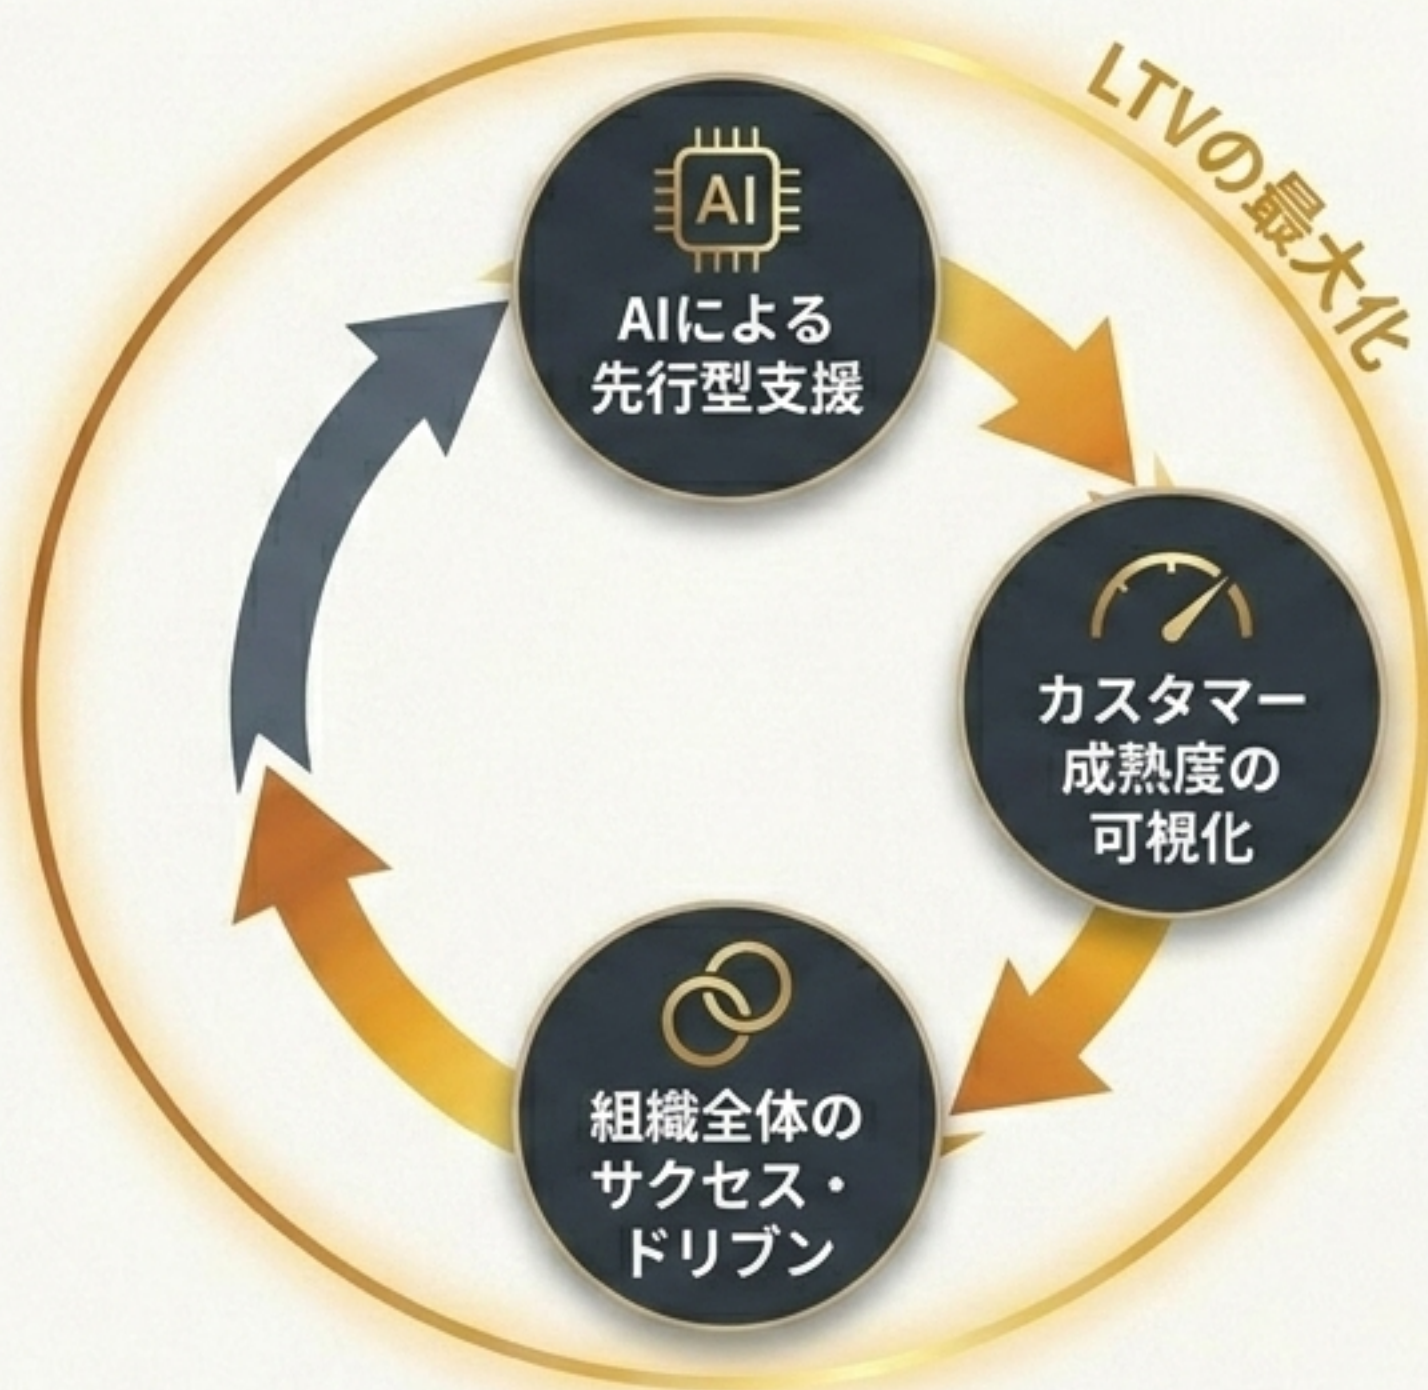 LTVの最大化
AI
AIによる
先行型支援
カスタマー
成熟度の
可視化
組織全体の
サクセス・
ドリブン